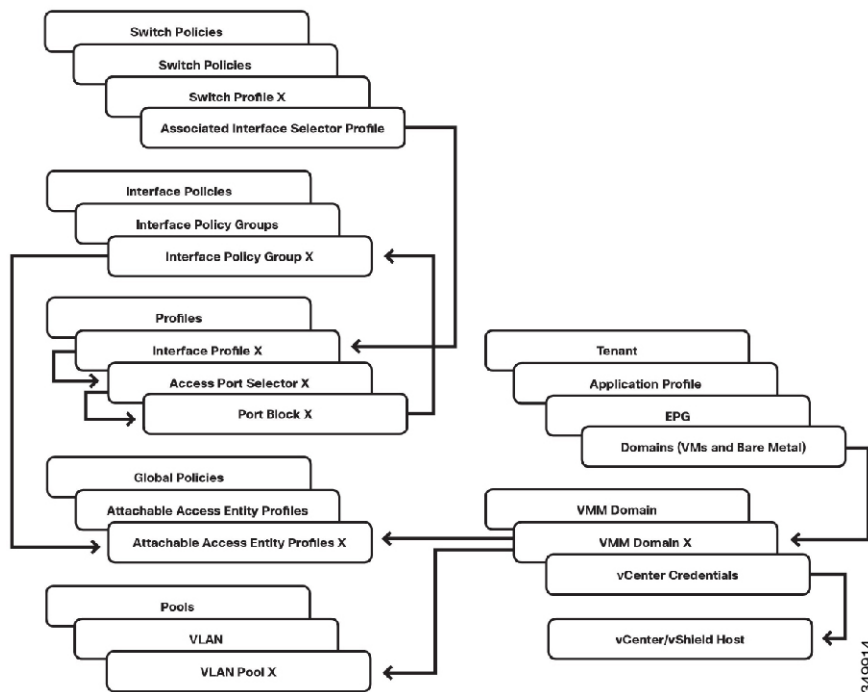 Switch Policies
Switch Policies
Switch Profile X
Associated Interface Selector Profile
Interface Policies
Interface Policy Groups
Interface Policy Group X
Profiles
Interface Profile X
Access Port Selector X
Port Block X
Global Policies
Attachable Access Entity Profiles
Attachable Access Entity Profiles X
Pools
VLAN
VLAN Pool X
Tenant
Application Profile
EPG
Domains (VMs and Bare Metal)
VMM Domain
VMM Domain X
vCenter Credentials
vCenter/vShield Host
349914